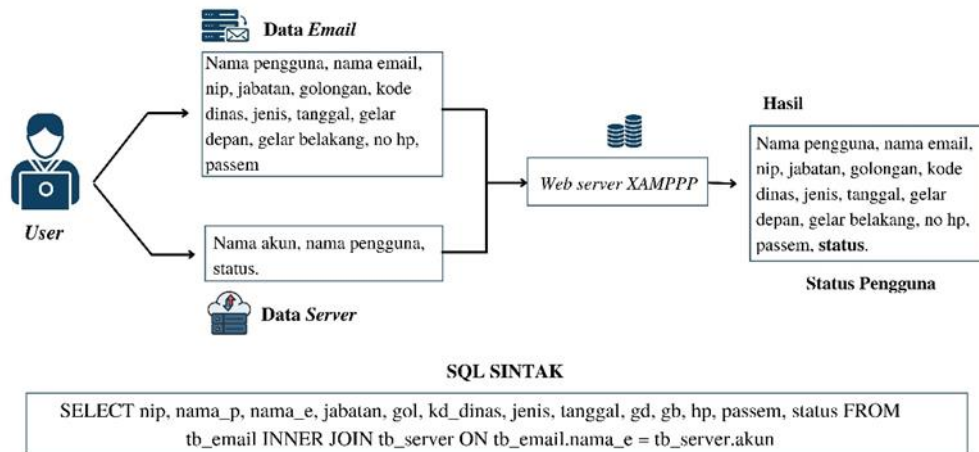 Data Email
Nama pengguna, nama email,
nip, jabatan, golongan, kode
dinas, jenis, tanggal, gelar
depan, gelar belakang, no hp,
passem
User
Nama akun, nama pengguna,
status.
Data Server
Web server XAMPPP
Hasil
Nama pengguna, nama email,
nip, jabatan, golongan, kode
dinas, jenis, tanggal, gelar
depan, gelar belakang, no hp,
passem, status.
Status Pengguna
SQL SINTAK
SELECT nip, nama_p, nama_e, jabatan, gol, kd_dinas, jenis, tanggal, gd, gb, hp, passem, status FROM
tb_email INNER JOIN tb_server ON tb_email.nama_e = tb_server.akun